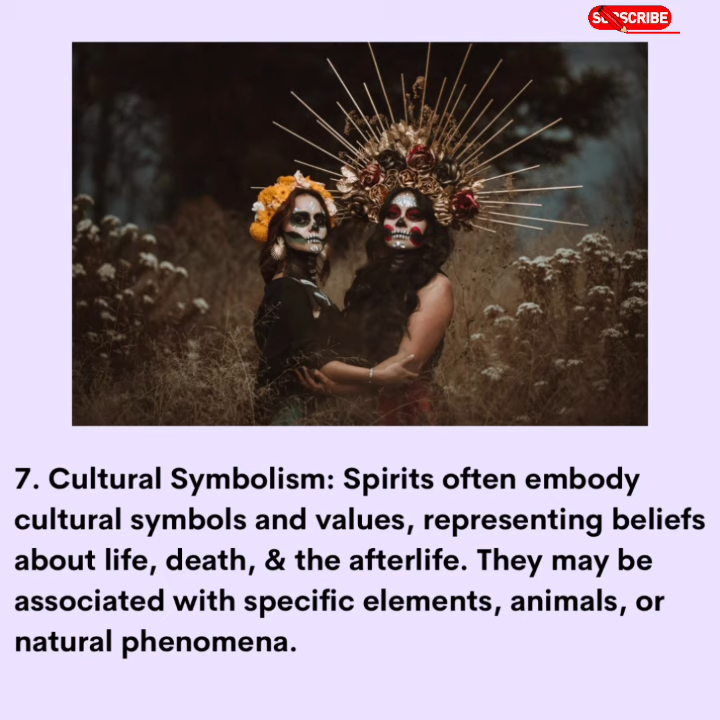 SUBSCRIBE
7. Cultural Symbolism: Spirits often embody
cultural symbols and values, representing beliefs
about life, death, & the afterlife. They may be
associated with specific elements, animals, or
natural phenomena.